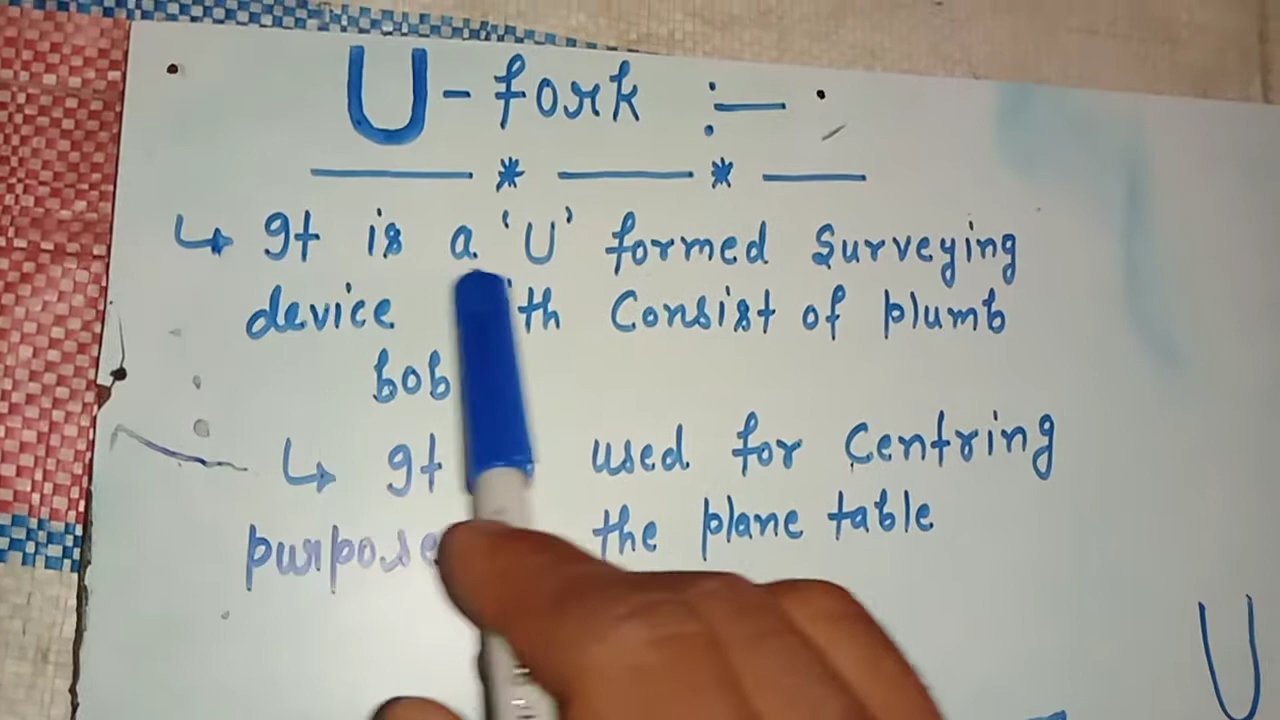 U-fork :-
↳ It is a 'U' formed Surveying
device ith Consist of plumb
bob
↳ It used for Centring
purpose the plane table
U